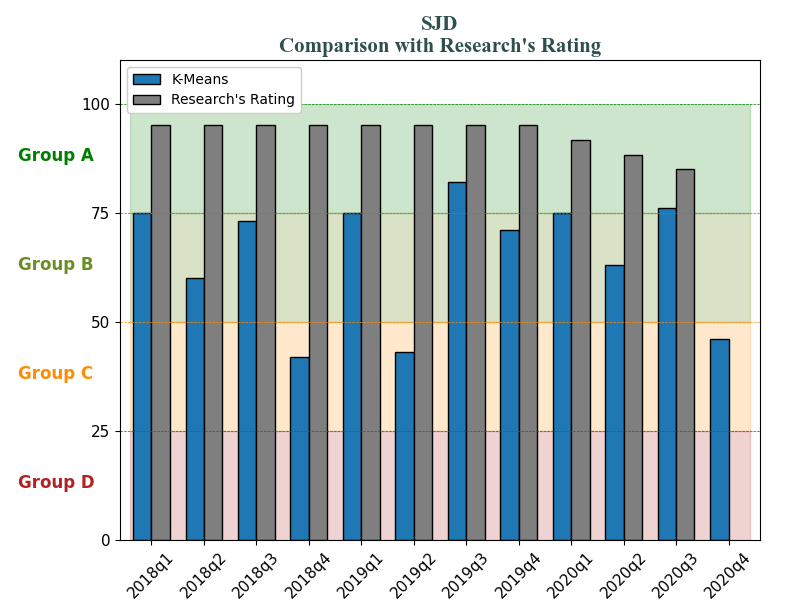 SJD
Comparison with Research's Rating
K-Means
Research's Rating
100
75
50
25
0
Group A
Group B
Group C
Group D
2018q1
2018q2
2018q3
2018q4
2019q1
2019q2
2019q3
2019q4
2020q1
2020q2
2020q3
2020q4